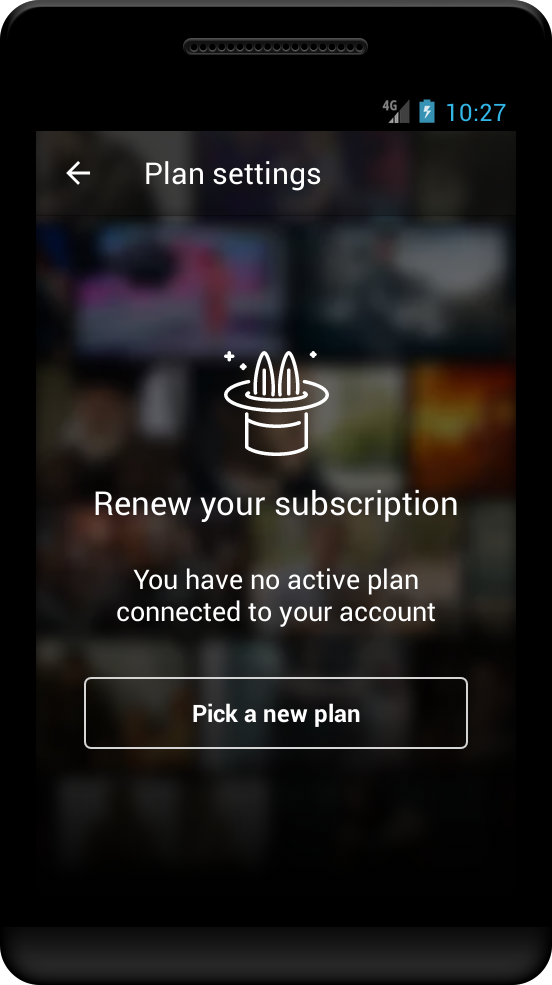 4G 10:27
Plan settings
Renew your subscription
You have no active plan
connected to your account
Pick a new plan